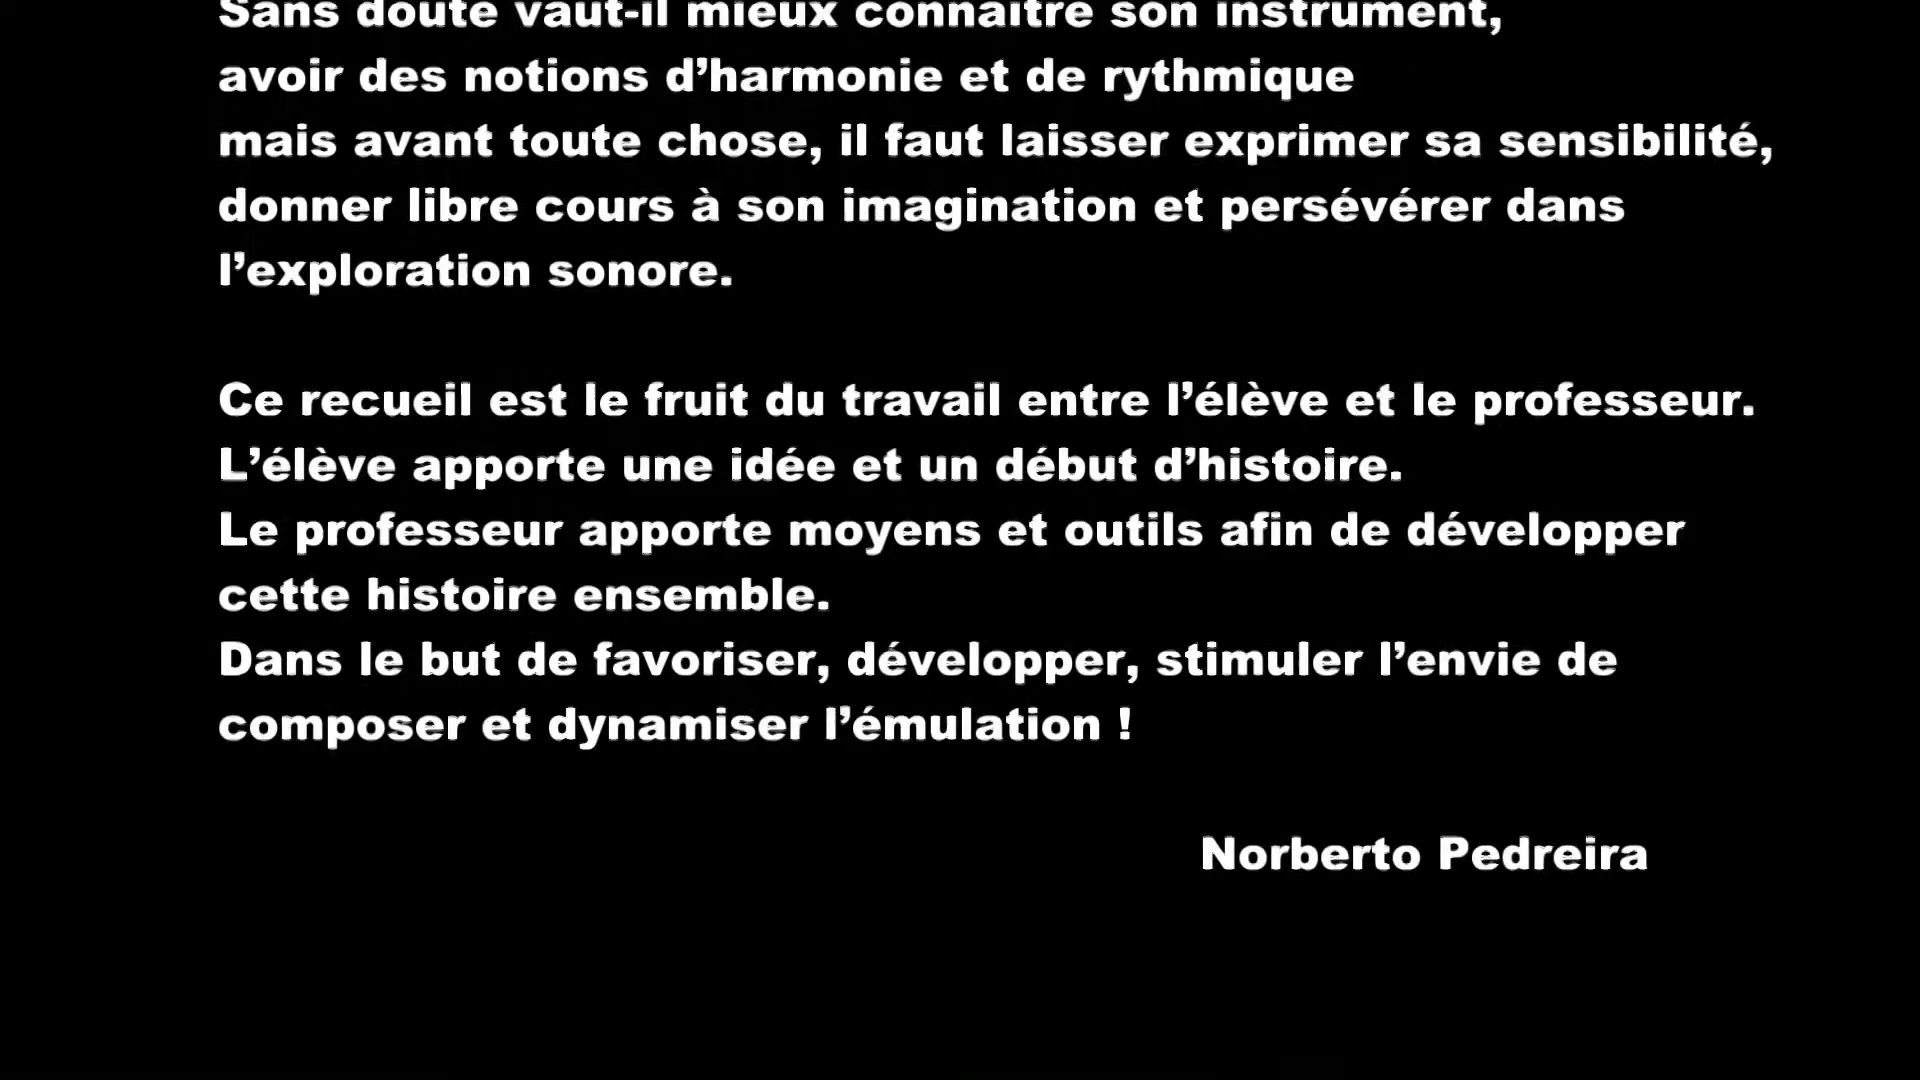 Sans doute vaut-il mieux connaître son instrument,
avoir des notions d’harmonie et de rythmique
mais avant toute chose, il faut laisser exprimer sa sensibilité,
donner libre cours à son imagination et persévérer dans
l’exploration sonore.
Ce recueil est le fruit du travail entre l’élève et le professeur.
L’élève apporte une idée et un début d’histoire.
Le professeur apporte moyens et outils afin de développer
cette histoire ensemble.
Dans le but de favoriser, développer, stimuler l’envie de
composer et dynamiser l’émulation !
Norberto Pedreira